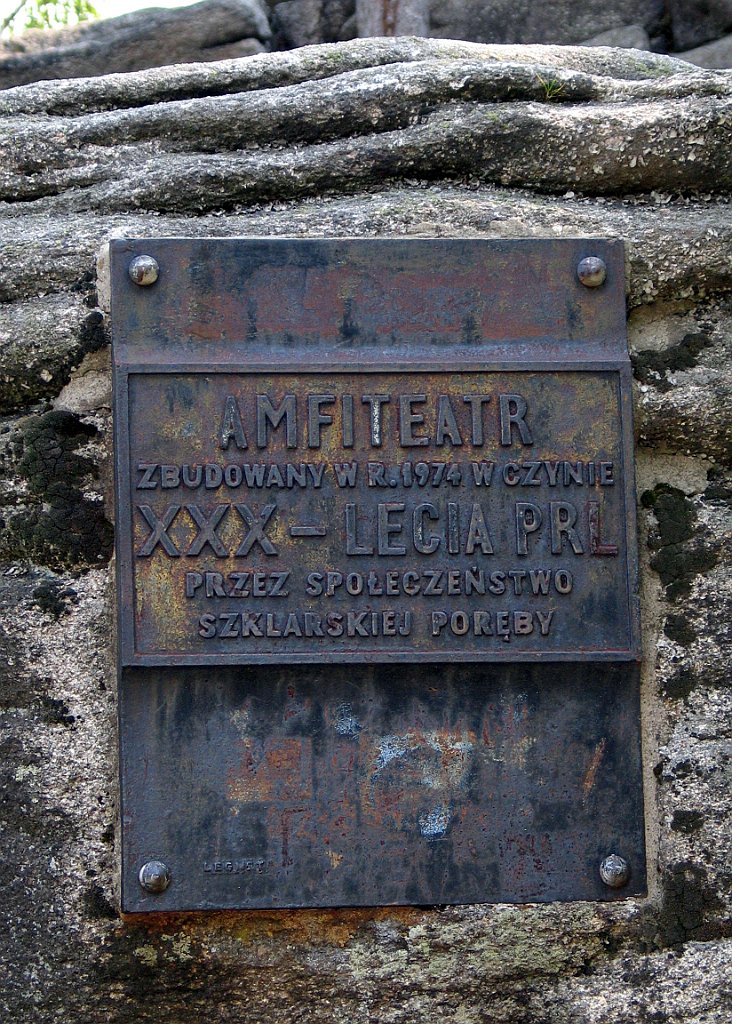 AMFITEATR
ZBUDOWANY W R. 1974 W CZYNIE
XXX - LECIA PRL
PRZEZ SPOŁECZEŃSTWO
SZKLARSKIEJ PORĘBY